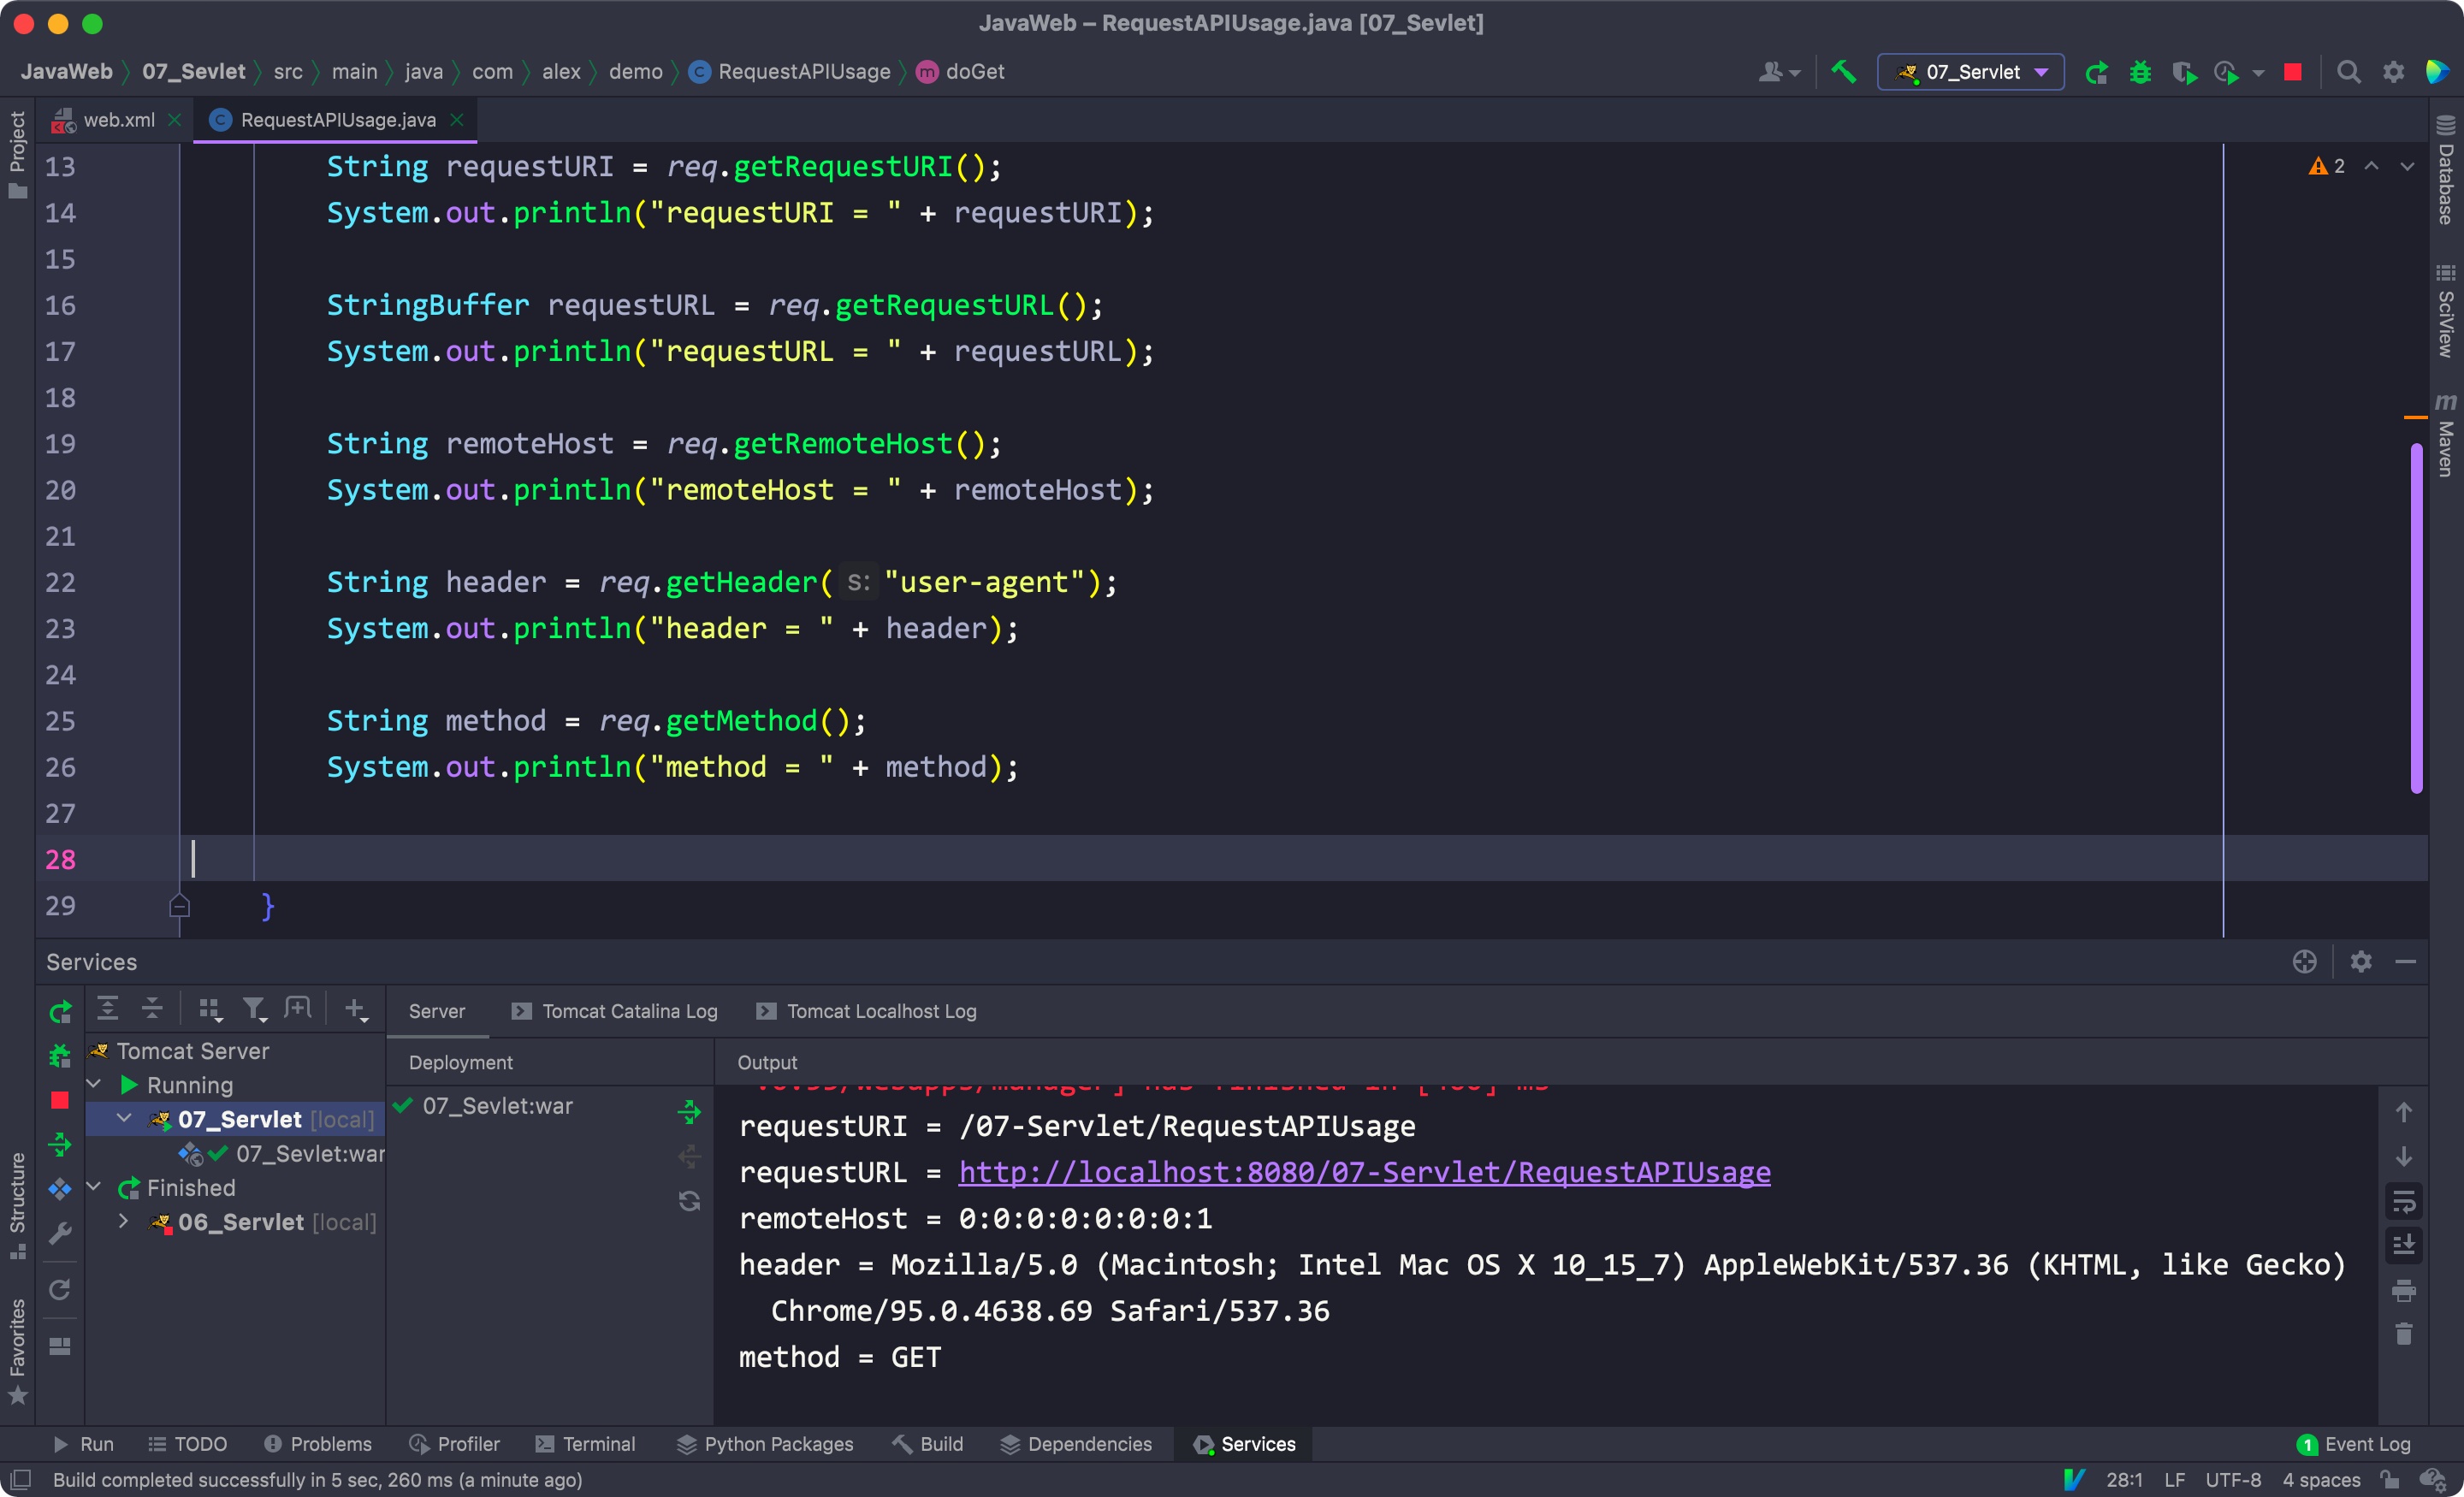 JavaWeb – RequestAPIUsage.java [07_Sevlet]
JavaWeb 07_Sevlet src main java com alex demo C RequestAPIUsage m doGet
07_Servlet
web.xml
C RequestAPIUsage.java
Project
2
Database
SciView
m Maven
13 String requestURI = req.getRequestURI();
14 System.out.println("requestURI = " + requestURI);
15
16 StringBuffer requestURL = req.getRequestURL();
17 System.out.println("requestURL = " + requestURL);
18
19 String remoteHost = req.getRemoteHost();
20 System.out.println("remoteHost = " + remoteHost);
21
22 String header = req.getHeader( s: "user-agent");
23 System.out.println("header = " + header);
24
25 String method = req.getMethod();
26 System.out.println("method = " + method);
27
28
29 }
Services
Server Tomcat Catalina Log Tomcat Localhost Log
Tomcat Server
Running
07_Servlet [local]
07_Sevlet:war
Finished
06_Servlet [local]
Structure
Favorites
Deployment
07_Sevlet:war
Output
requestURI = /07-Servlet/RequestAPIUsage
requestURL = http://localhost:8080/07-Servlet/RequestAPIUsage
remoteHost = 0:0:0:0:0:0:0:1
header = Mozilla/5.0 (Macintosh; Intel Mac OS X 10_15_7) AppleWebKit/537.36 (KHTML, like Gecko)
Chrome/95.0.4638.69 Safari/537.36
method = GET
Run TODO Problems Profiler Terminal Python Packages Build Dependencies Services 1 Event Log
Build completed successfully in 5 sec, 260 ms (a minute ago) 28:1 LF UTF-8 4 spaces